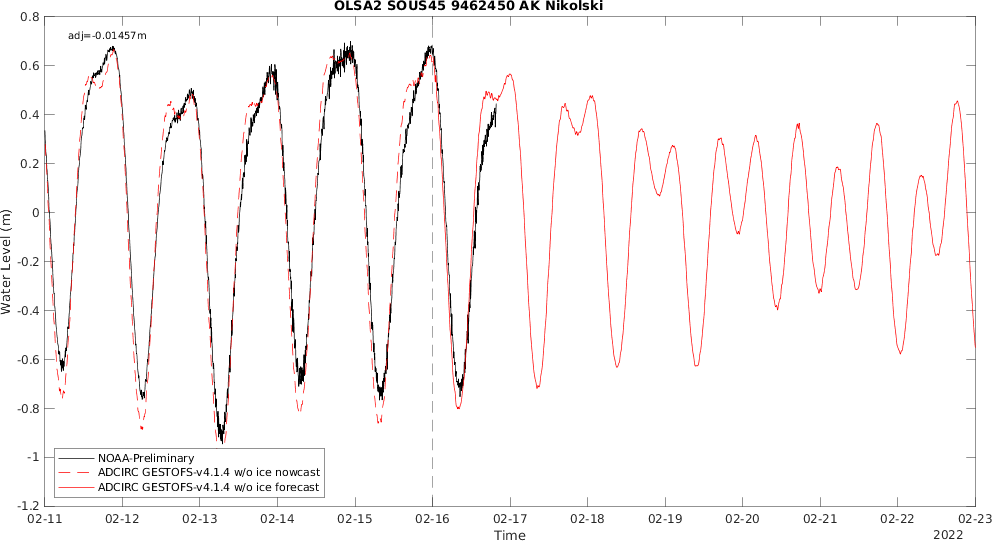 OLSA2 SOUS45 9462450 AK Nikolski
adj=-0.01457m
0.8
0.6
0.4
0.2
0
-0.2
-0.4
-0.6
-0.8
-1
-1.2
Water Level (m)
NOAA-Preliminary
ADCIRC GESTOFS-v4.1.4 w/o ice nowcast
ADCIRC GESTOFS-v4.1.4 w/o ice forecast
02-11 02-12 02-13 02-14 02-15 02-16 02-17 02-18 02-19 02-20 02-21 02-22 02-23
Time
2022